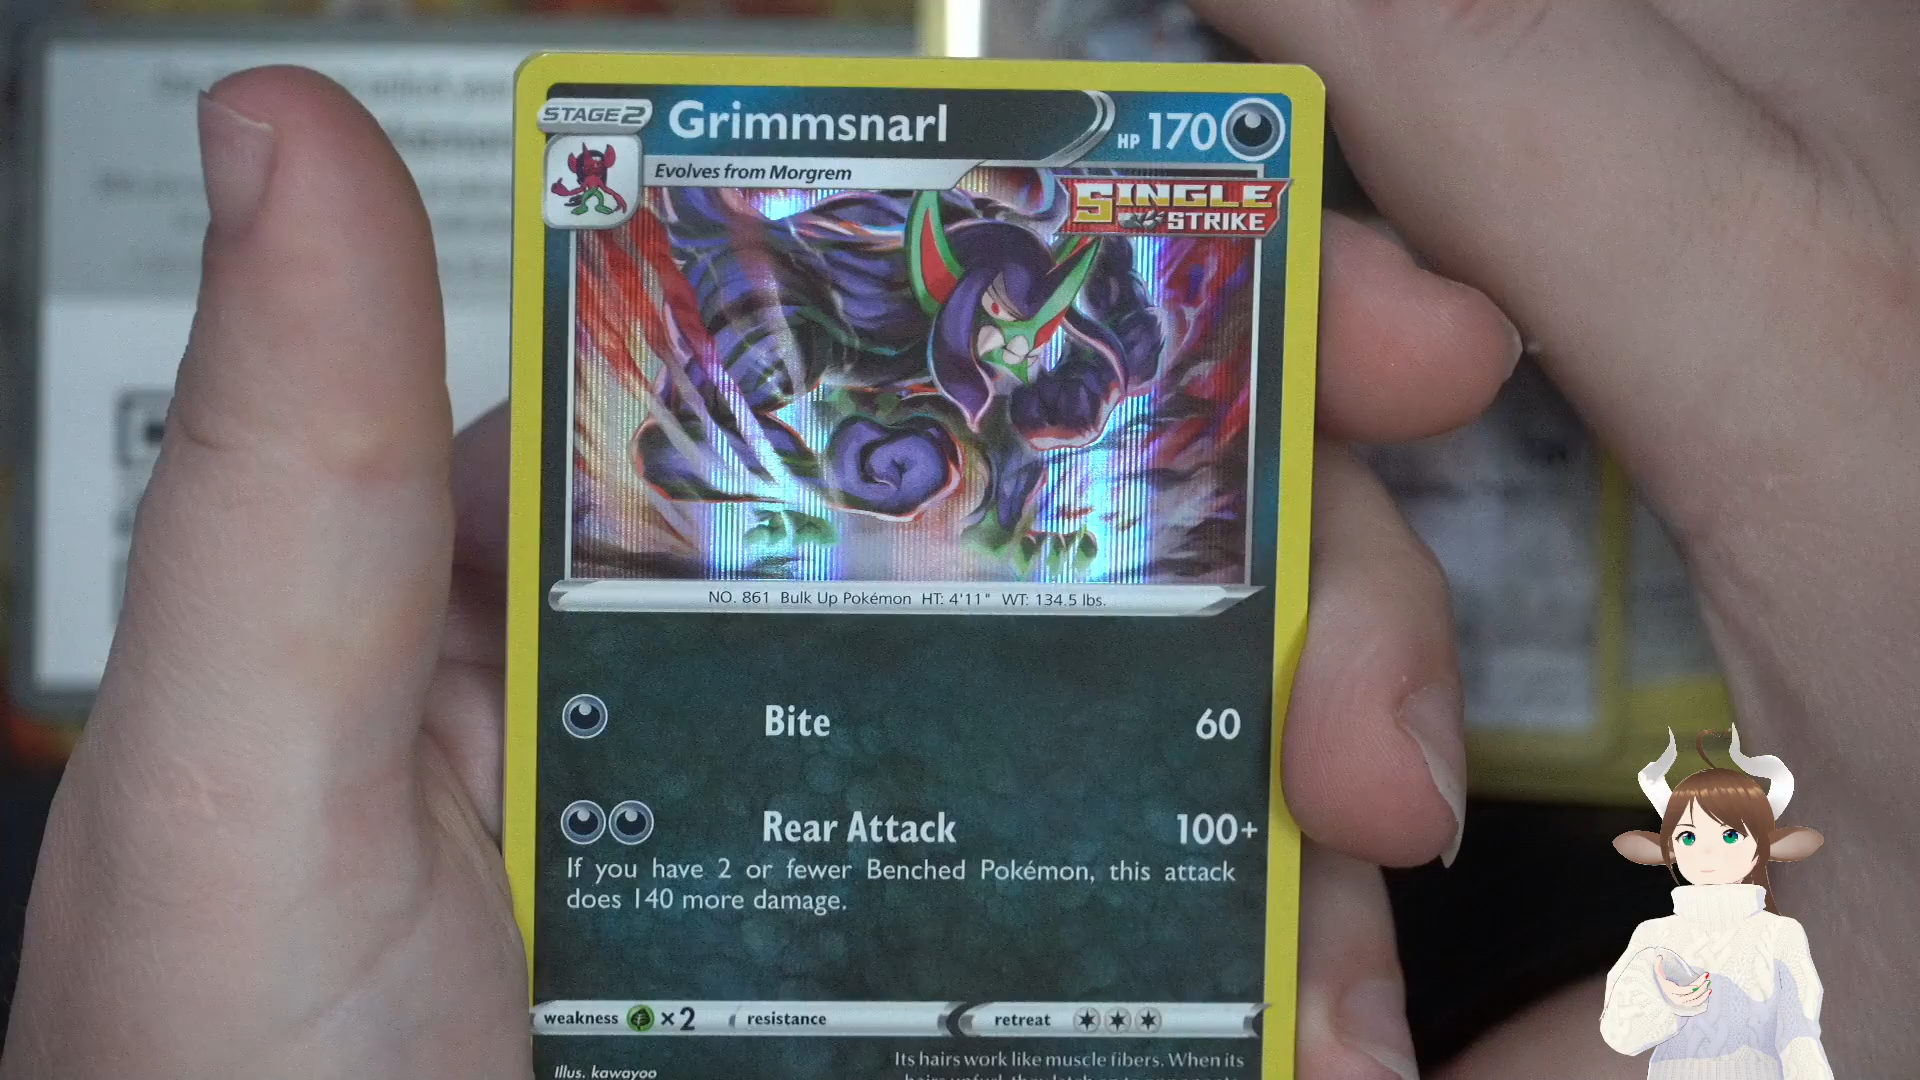 STAGE 2
Grimmsnarl
HP 170
Evolves from Morgrem
SINGLE
STRIKE
NO. 861 Bulk Up Pokémon HT: 4'11" WT: 134.5 lbs.
Bite 60
Rear Attack 100+
If you have 2 or fewer Benched Pokémon, this attack
does 140 more damage.
weakness ×2 resistance retreat
Illus. kawayoo
Its hairs work like muscle fibers. When its